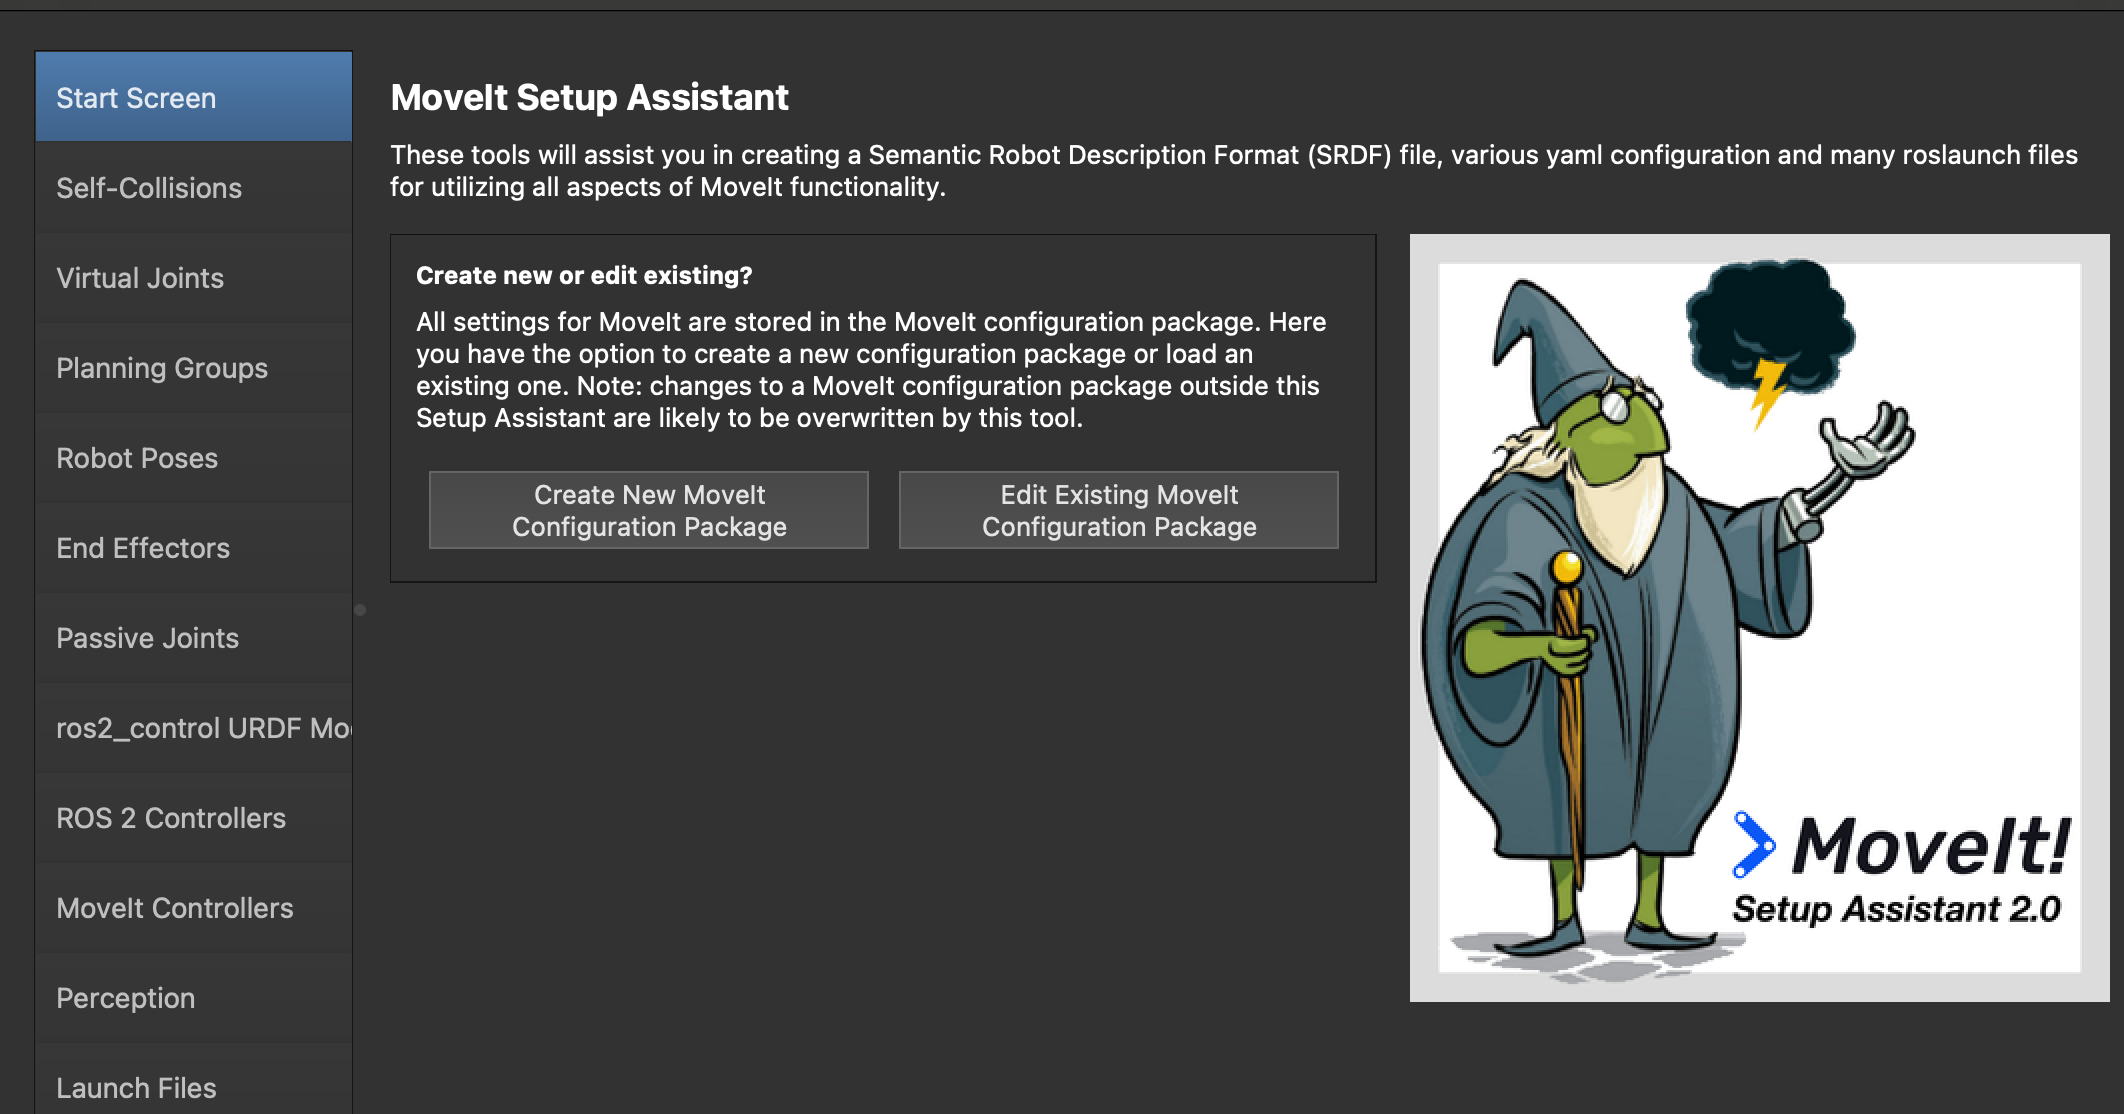 Start Screen
Self-Collisions
Virtual Joints
Planning Groups
Robot Poses
End Effectors
Passive Joints
ros2_control URDF Mo
ROS 2 Controllers
MoveIt Controllers
Perception
Launch Files
MoveIt Setup Assistant
These tools will assist you in creating a Semantic Robot Description Format (SRDF) file, various yaml configuration and many roslaunch files
for utilizing all aspects of MoveIt functionality.
Create new or edit existing?
All settings for MoveIt are stored in the MoveIt configuration package. Here
you have the option to create a new configuration package or load an
existing one. Note: changes to a MoveIt configuration package outside this
Setup Assistant are likely to be overwritten by this tool.
Create New MoveIt
Configuration Package
Edit Existing MoveIt
Configuration Package
MoveIt!
Setup Assistant 2.0